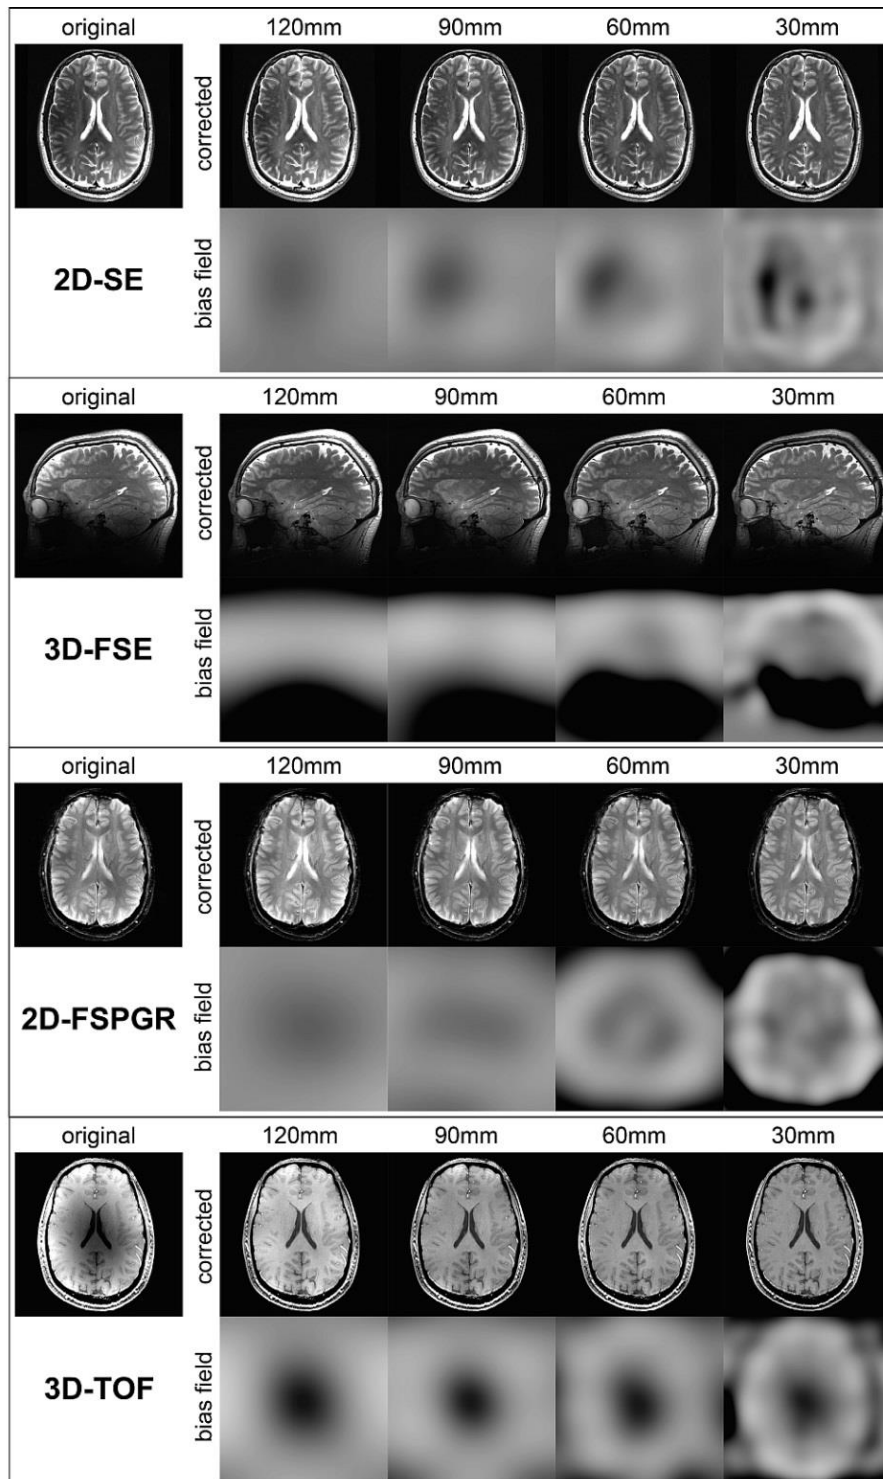 original 120mm 90mm 60mm 30mm
corrected
2D-SE
bias field
original 120mm 90mm 60mm 30mm
corrected
3D-FSE
bias field
original 120mm 90mm 60mm 30mm
corrected
2D-FSPGR
bias field
original 120mm 90mm 60mm 30mm
corrected
3D-TOF
bias field